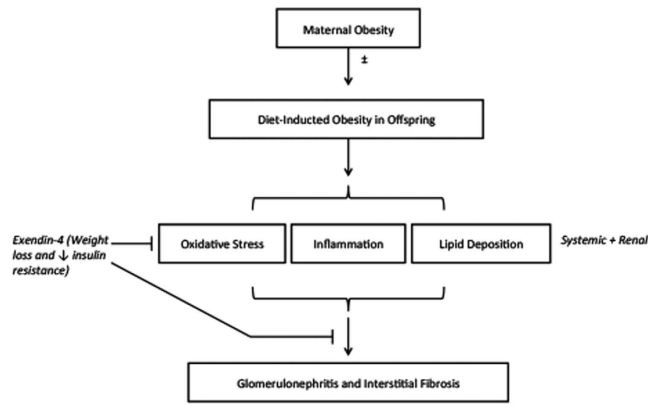 Maternal Obesity
±
Diet-Inducted Obesity in Offspring
Exendin-4 (Weight
loss and ↓ insulin
resistance)
Oxidative Stress
Inflammation
Lipid Deposition
Systemic + Renal
Glomerulonephritis and Interstitial Fibrosis